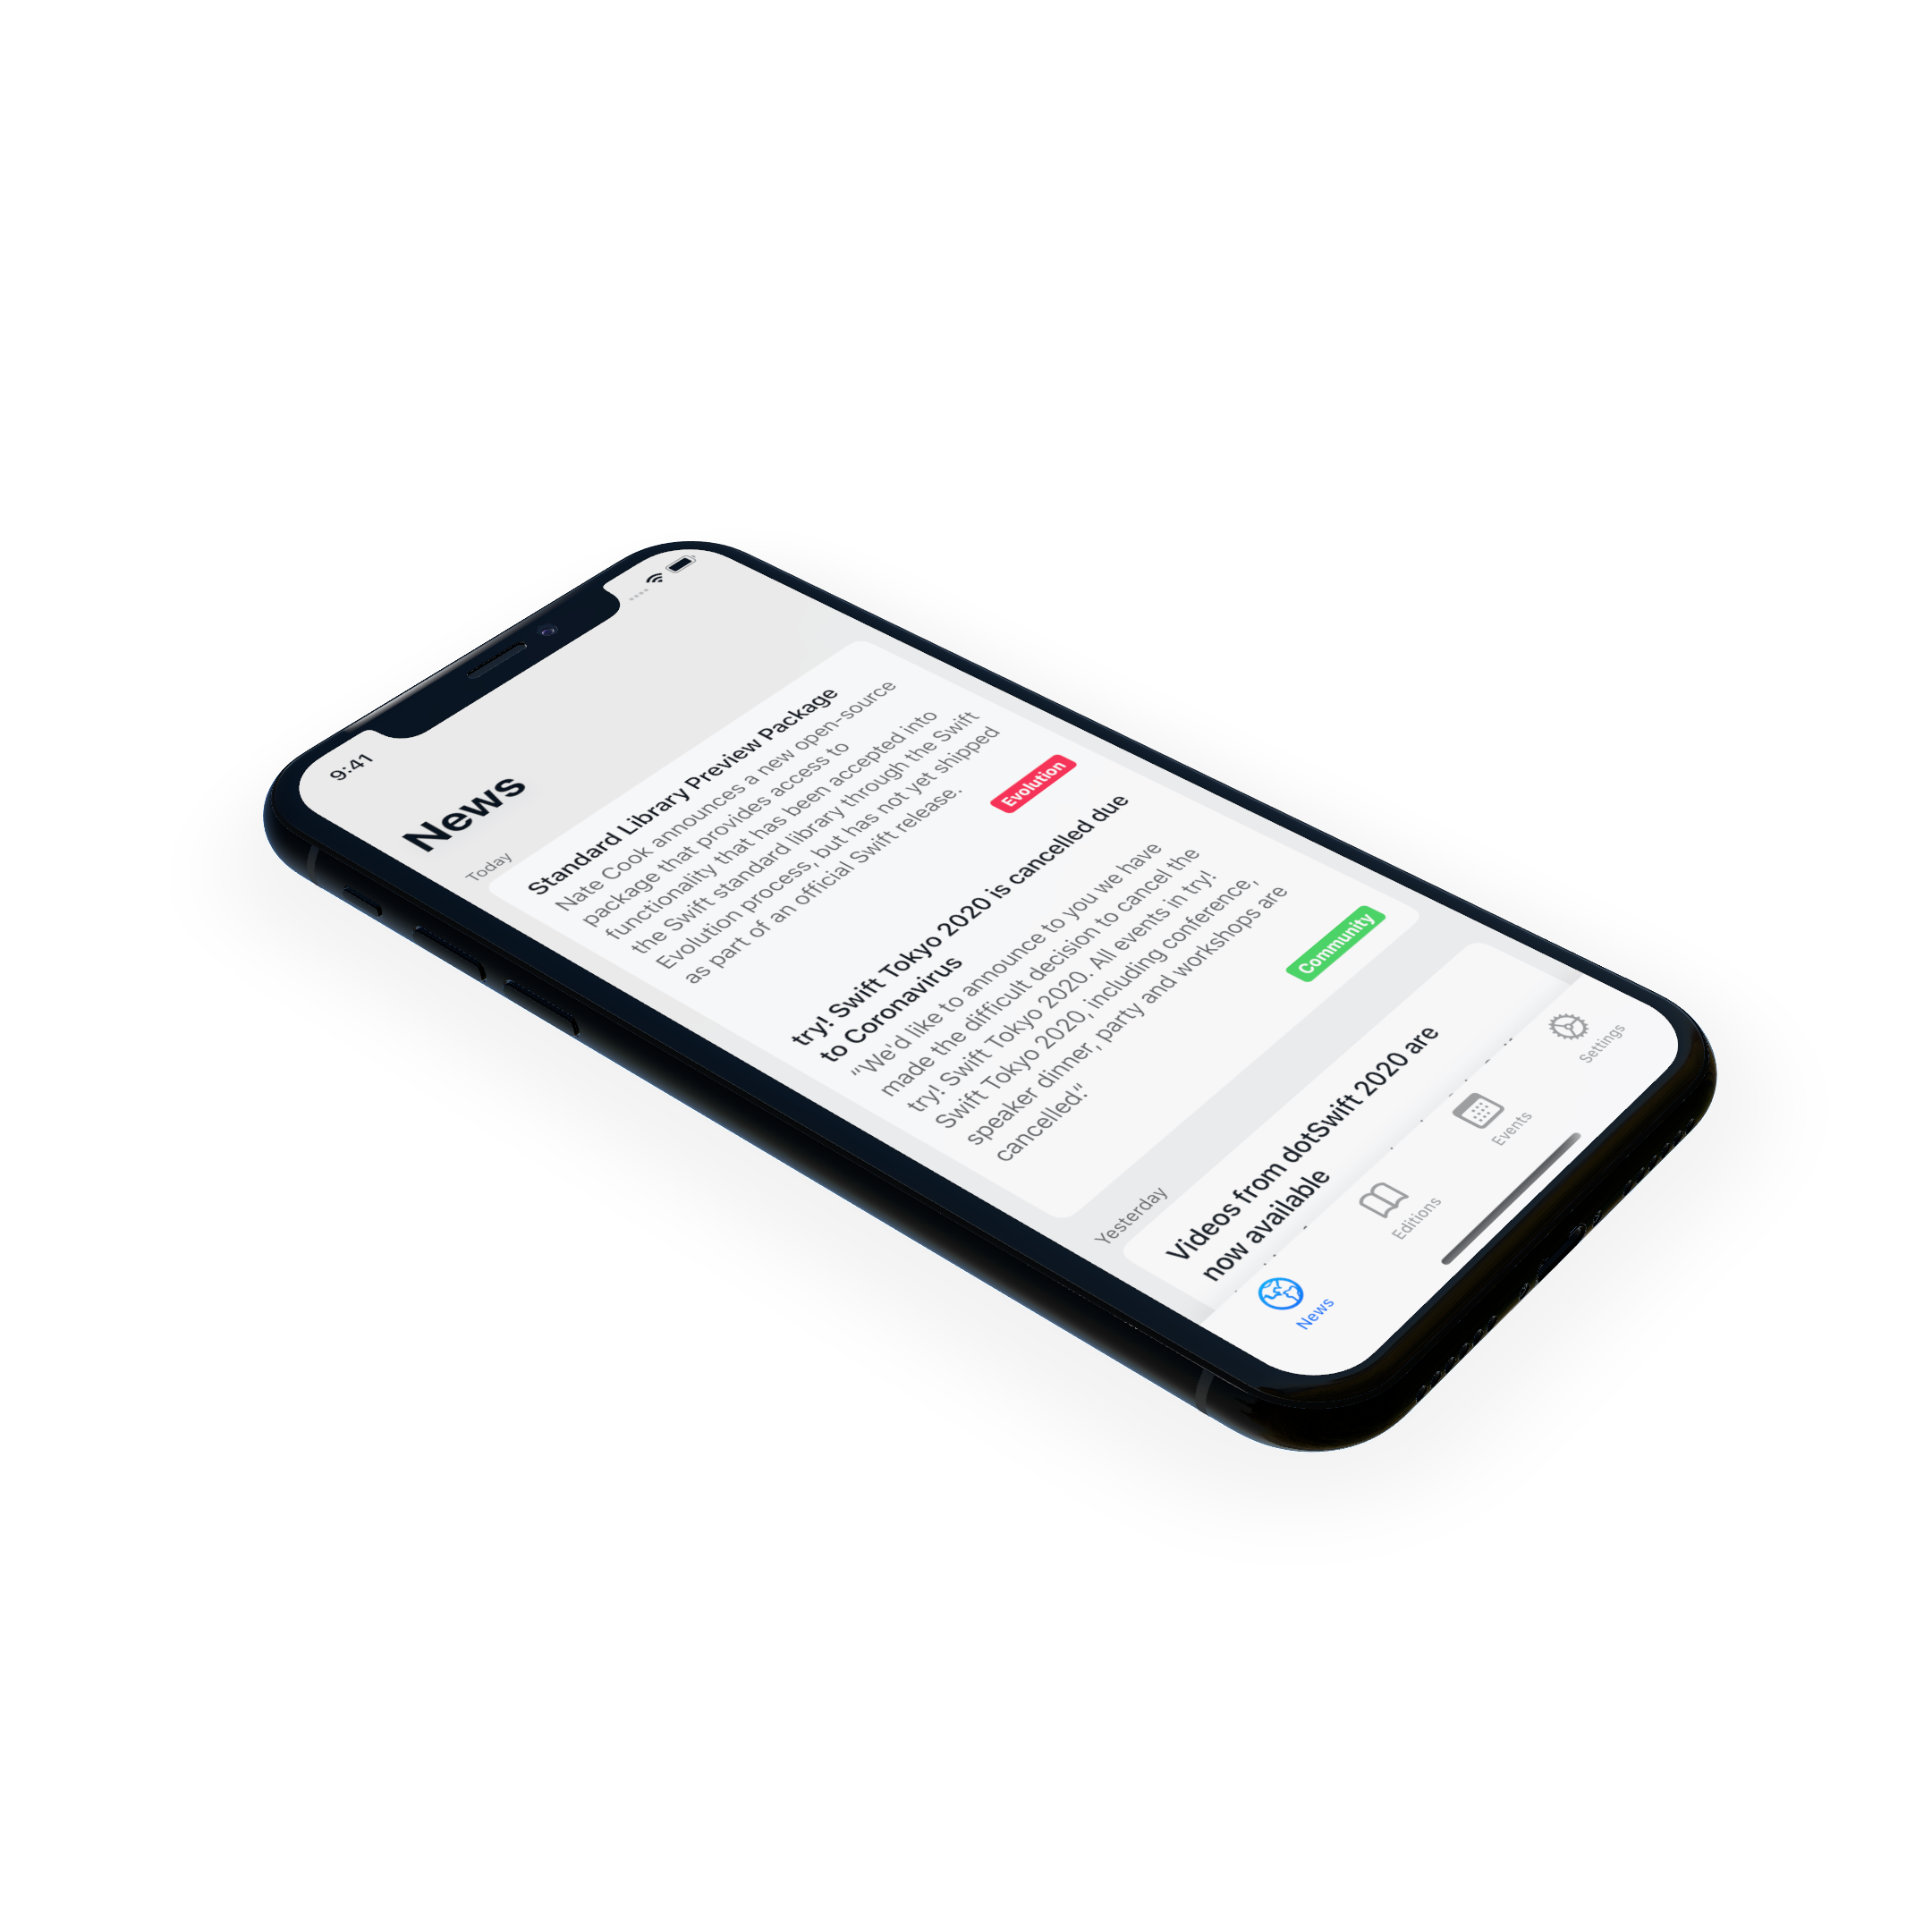 9:41
News
Today
Standard Library Preview Package
Nate Cook announces a new open-source
package that provides access to
functionality that has been accepted into
the Swift standard library through the Swift
Evolution process, but has not yet shipped
as part of an official Swift release.
Evolution
try! Swift Tokyo 2020 is cancelled due
to Coronavirus
“We'd like to announce to you we have
made the difficult decision to cancel the
try! Swift Tokyo 2020. All events in try!
Swift Tokyo 2020, including conference,
speaker dinner, party and workshops are
cancelled.“
Community
Yesterday
Videos from dotSwift 2020 are
now available
News
Editions
Events
Settings